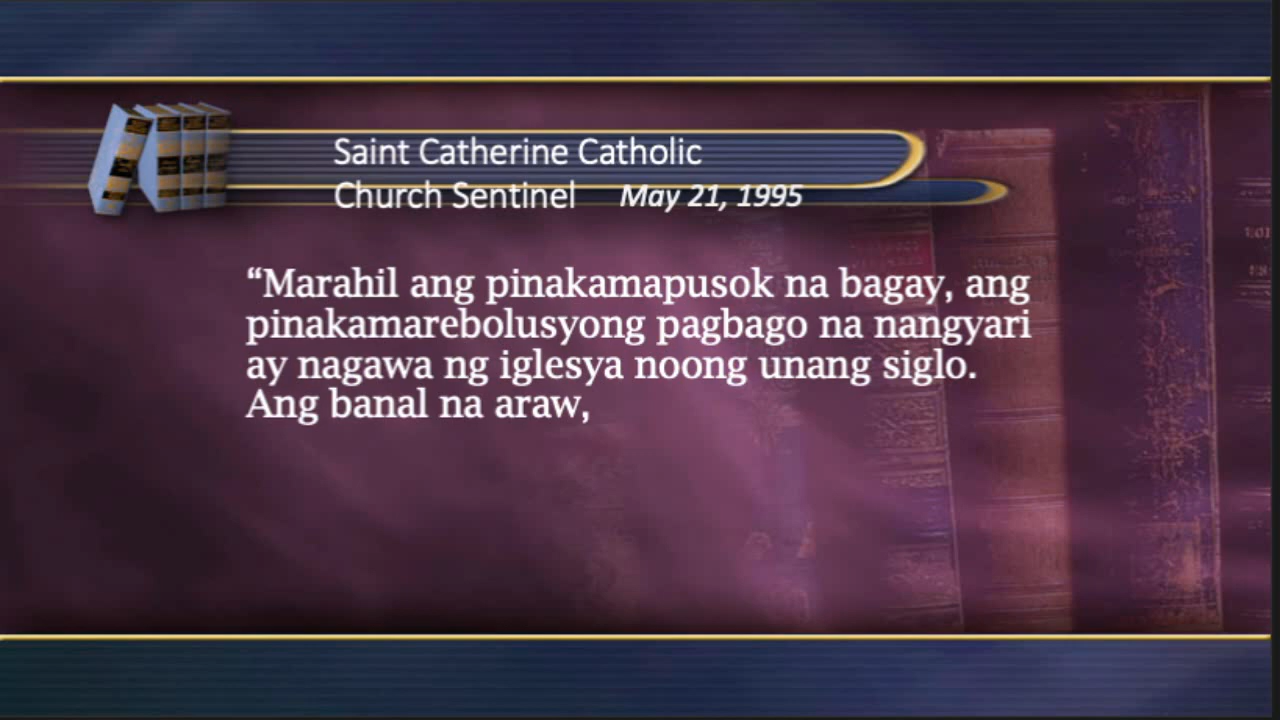 Saint Catherine Catholic
Church Sentinel May 21, 1995
“Marahil ang pinakamapusok na bagay, ang
pinakamarebolusyong pagbago na nangyari
ay nagawa ng iglesya noong unang siglo.
Ang banal na araw,